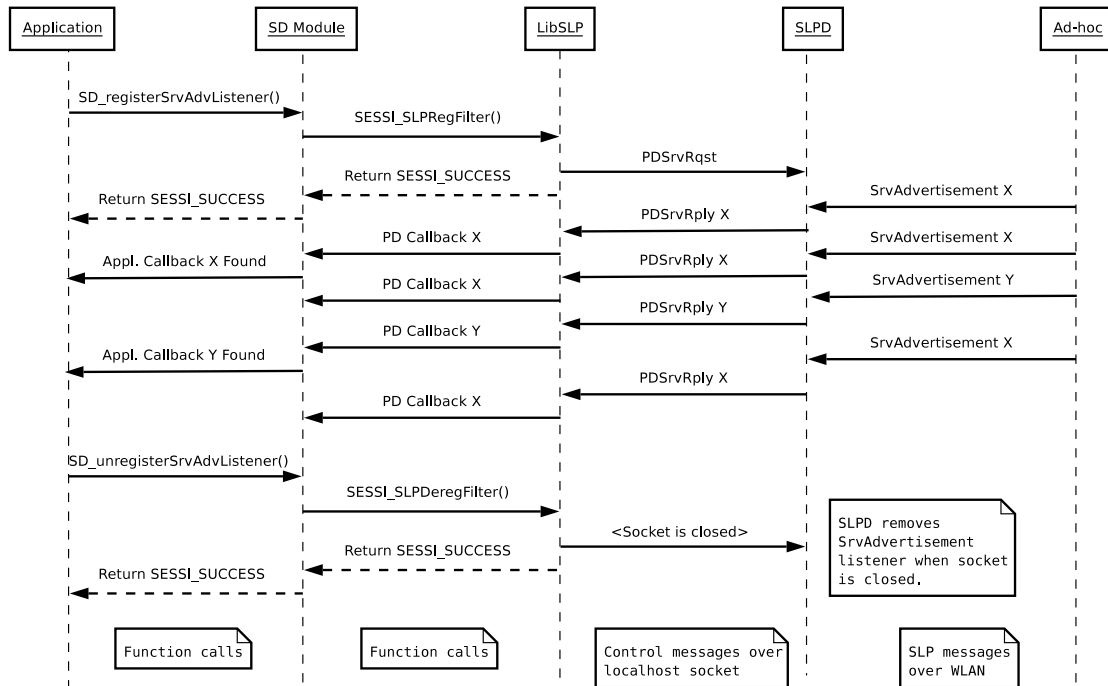 Application
SD Module
LibSLP
SLPD
Ad-hoc
SD_registerSrvAdvListener()
SESSI_SLPRegFilter()
PDSrvRqst
Return SESSI_SUCCESS
Return SESSI_SUCCESS
SrvAdvertisement X
PDSrvRply X
PD Callback X
SrvAdvertisement X
Appl. Callback X Found
PDSrvRply X
SrvAdvertisement Y
PD Callback X
PDSrvRply Y
PD Callback Y
SrvAdvertisement X
Appl. Callback Y Found
PDSrvRply X
PD Callback X
SD_unregisterSrvAdvListener()
SESSI_SLPDeregFilter()
<Socket is closed>
SLPD removes
SrvAdvertisement
listener when socket
is closed.
Return SESSI_SUCCESS
Return SESSI_SUCCESS
Function calls
Function calls
Control messages over
localhost socket
SLP messages
over WLAN